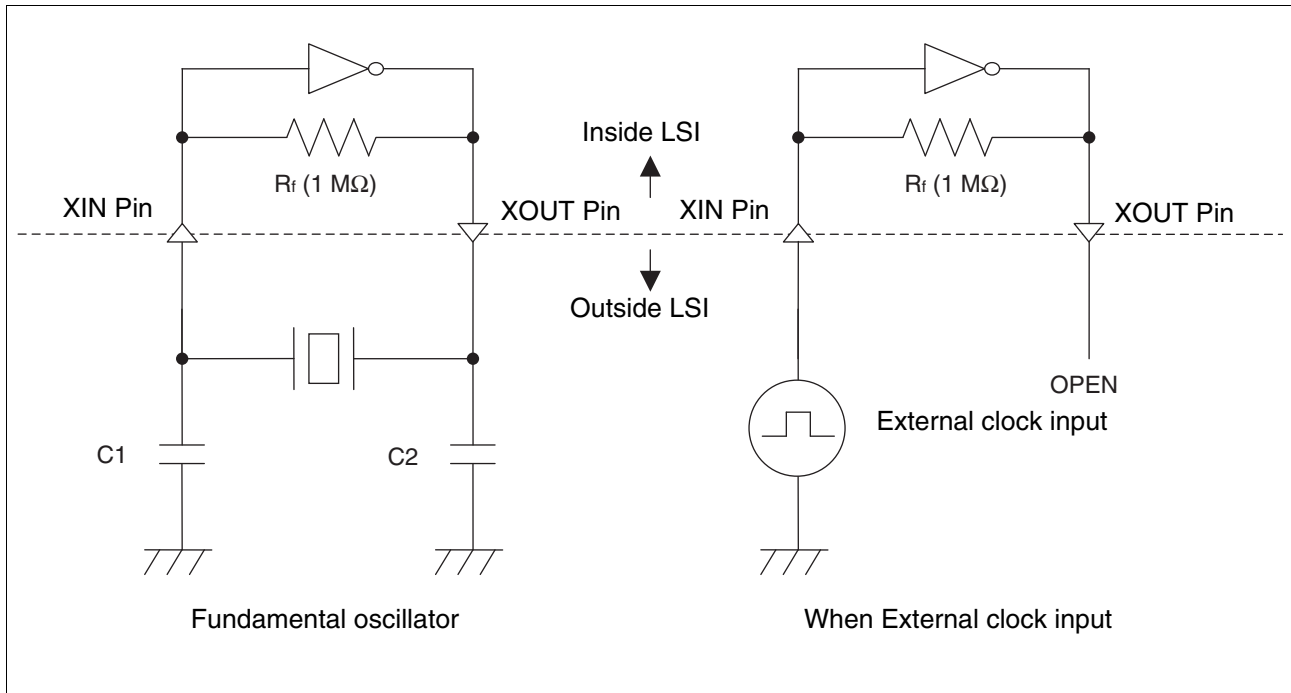 Rf (1 MΩ)
Inside LSI
Rf (1 MΩ)
XIN Pin
XOUT Pin
XIN Pin
XOUT Pin
Outside LSI
OPEN
External clock input
C1
C2
Fundamental oscillator
When External clock input